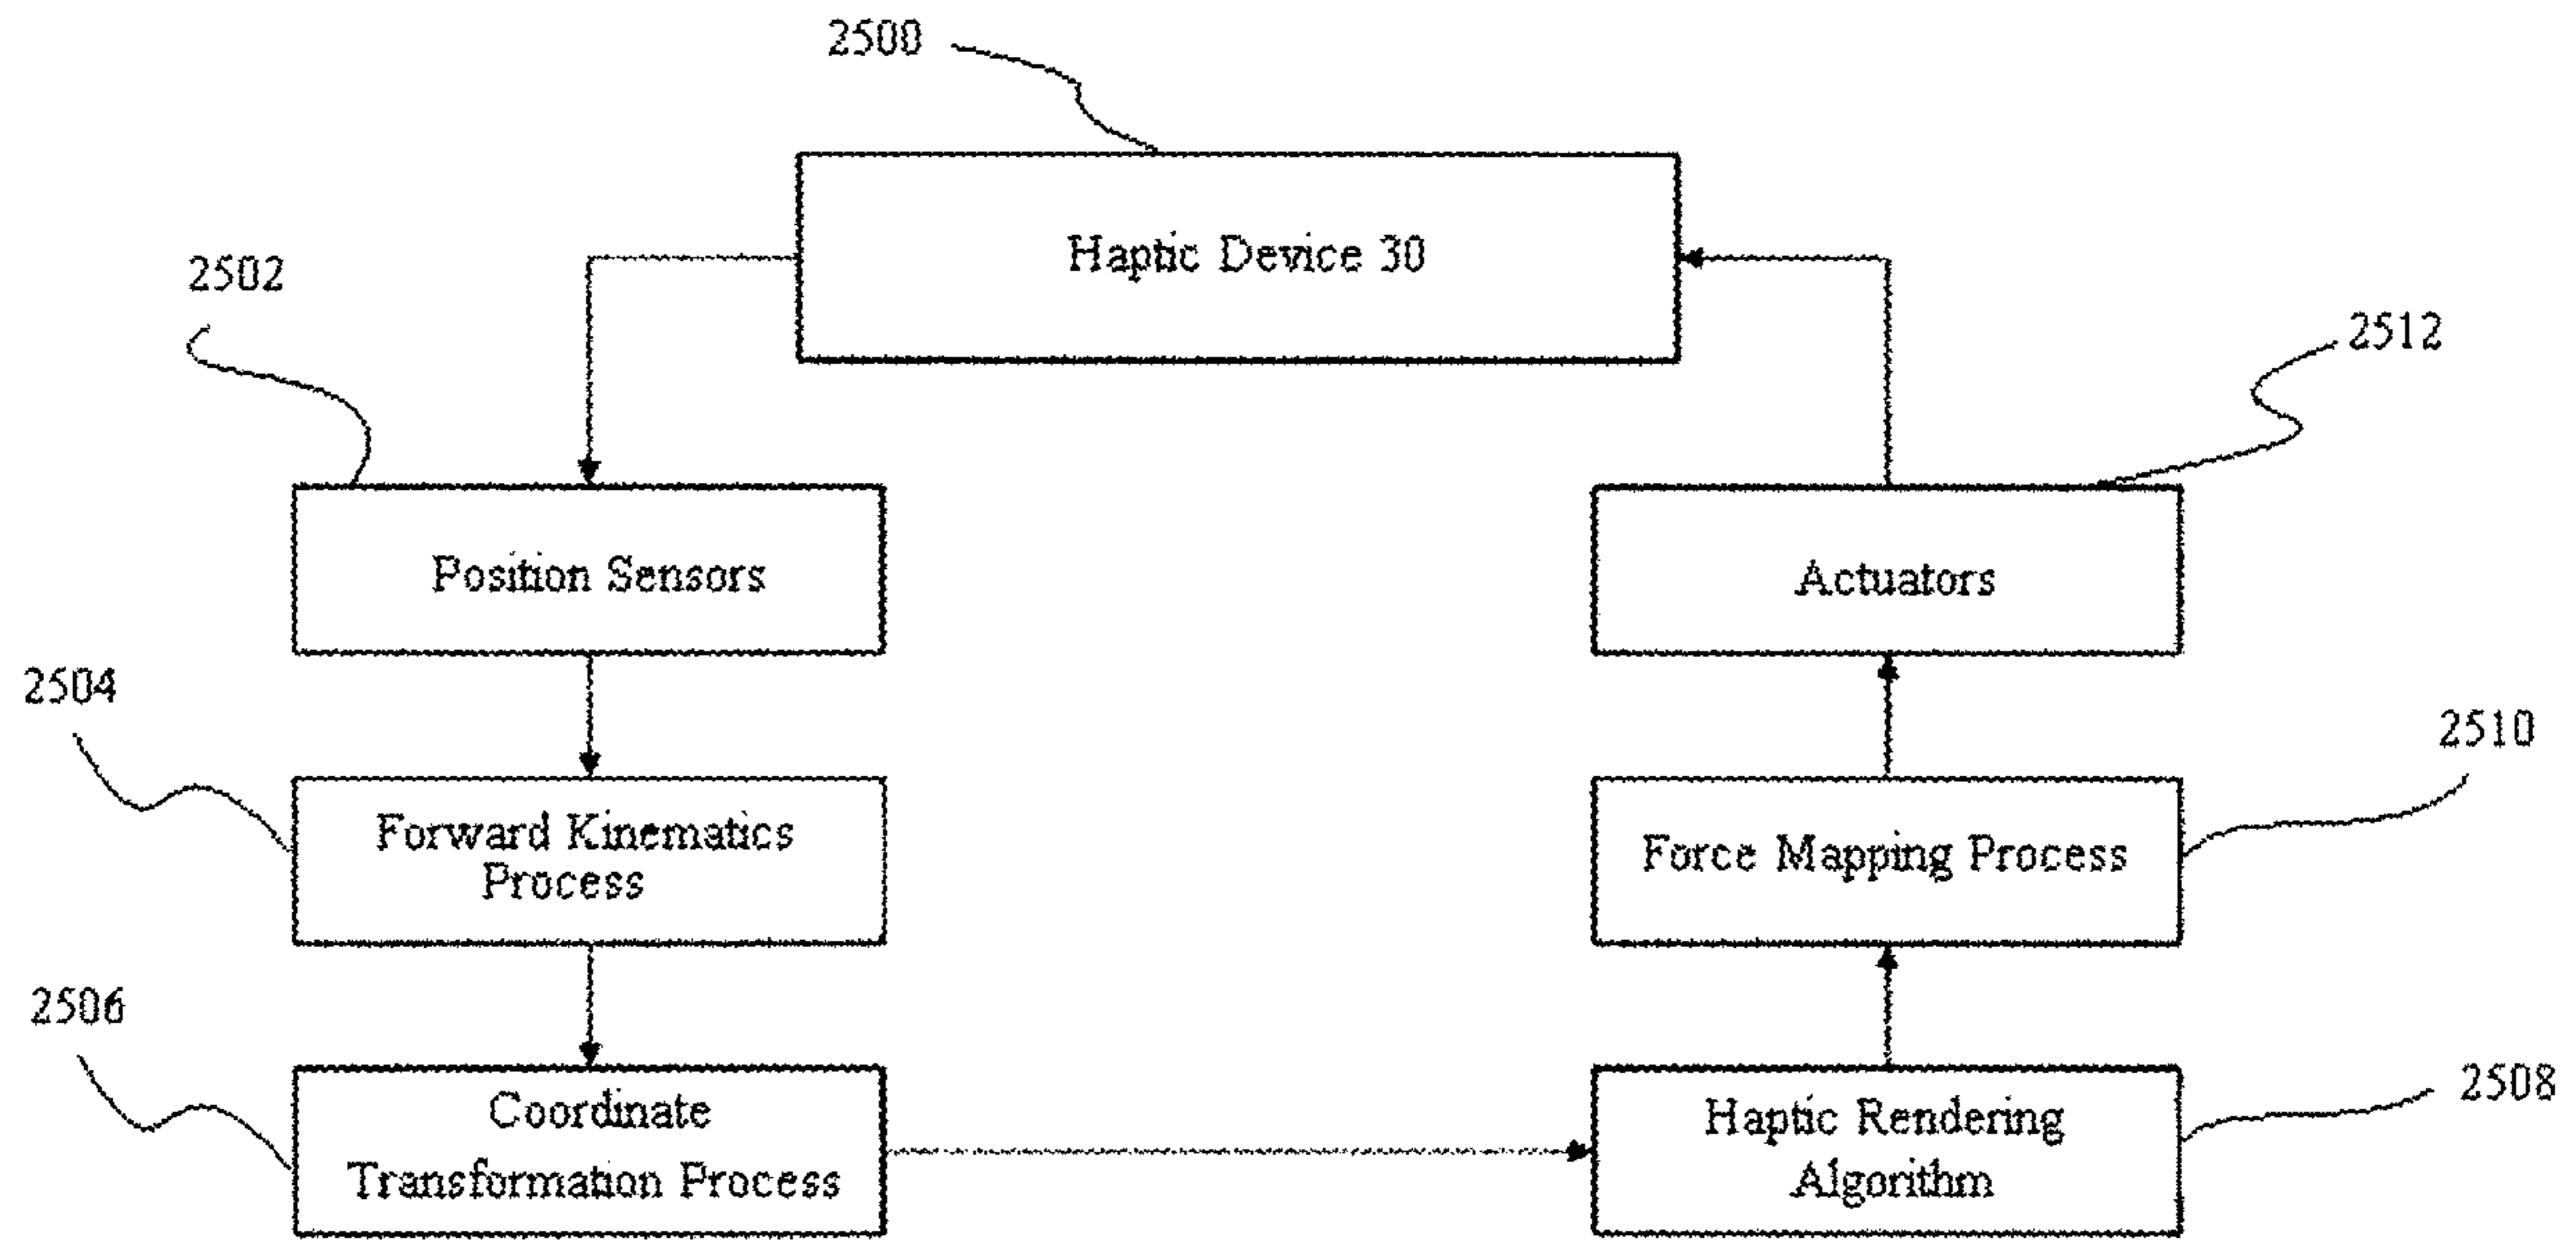 2500
Haptic Device 30
2502
2512
Position Sensors
Actuators
2504
2510
Forward Kinematics
Process
Force Mapping Process
2506
2508
Coordinate
Transformation Process
Haptic Rendering
Algorithm